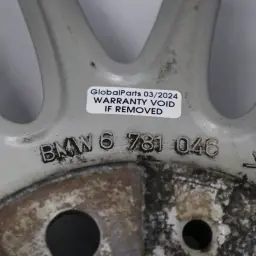 GlobalParts 03/2024
WARRANTY VOID
IF REMOVED
BMW 6 781 046